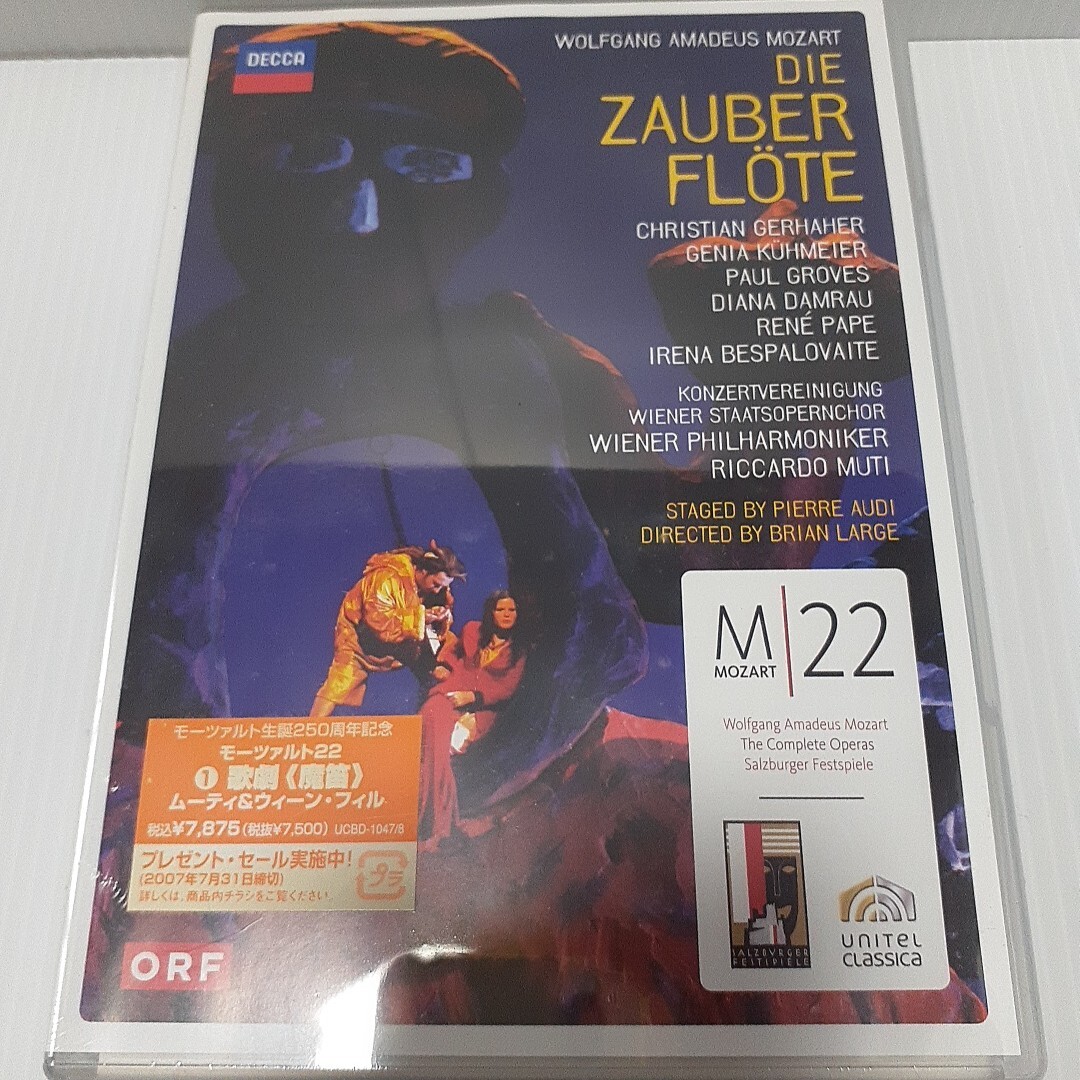 DECCA
WOLFGANG AMADEUS MOZART
DIE
ZAUBER
FLÖTE
CHRISTIAN GERHAHER
GENIA KÜHMEIER
PAUL GROVES
DIANA DAMRAU
RENÉ PAPE
IRENA BESPALOVAITE
KONZERTVEREINIGUNG
WIENER STAATSOPERNCHOR
WIENER PHILHARMONIKER
RICCARDO MUTI
STAGED BY PIERRE AUDI
DIRECTED BY BRIAN LARGE
M|22
MOZART
Wolfgang Amadeus Mozart
The Complete Operas
Salzburger Festspiele
SALZBURGER
FESTSPIELE
UNITEL
CLASSICA
モーツァルト生誕250周年記念
モーツァルト22
❶ 歌劇《魔笛》
ムーティ&ウィーン・フィル
税込¥7,875(税抜¥7,500) UCBD-1047/8
プレゼント・セール実施中!
(2007年7月31日締切)
詳しくは、商品内チラシをご覧ください。
プラ
ORF